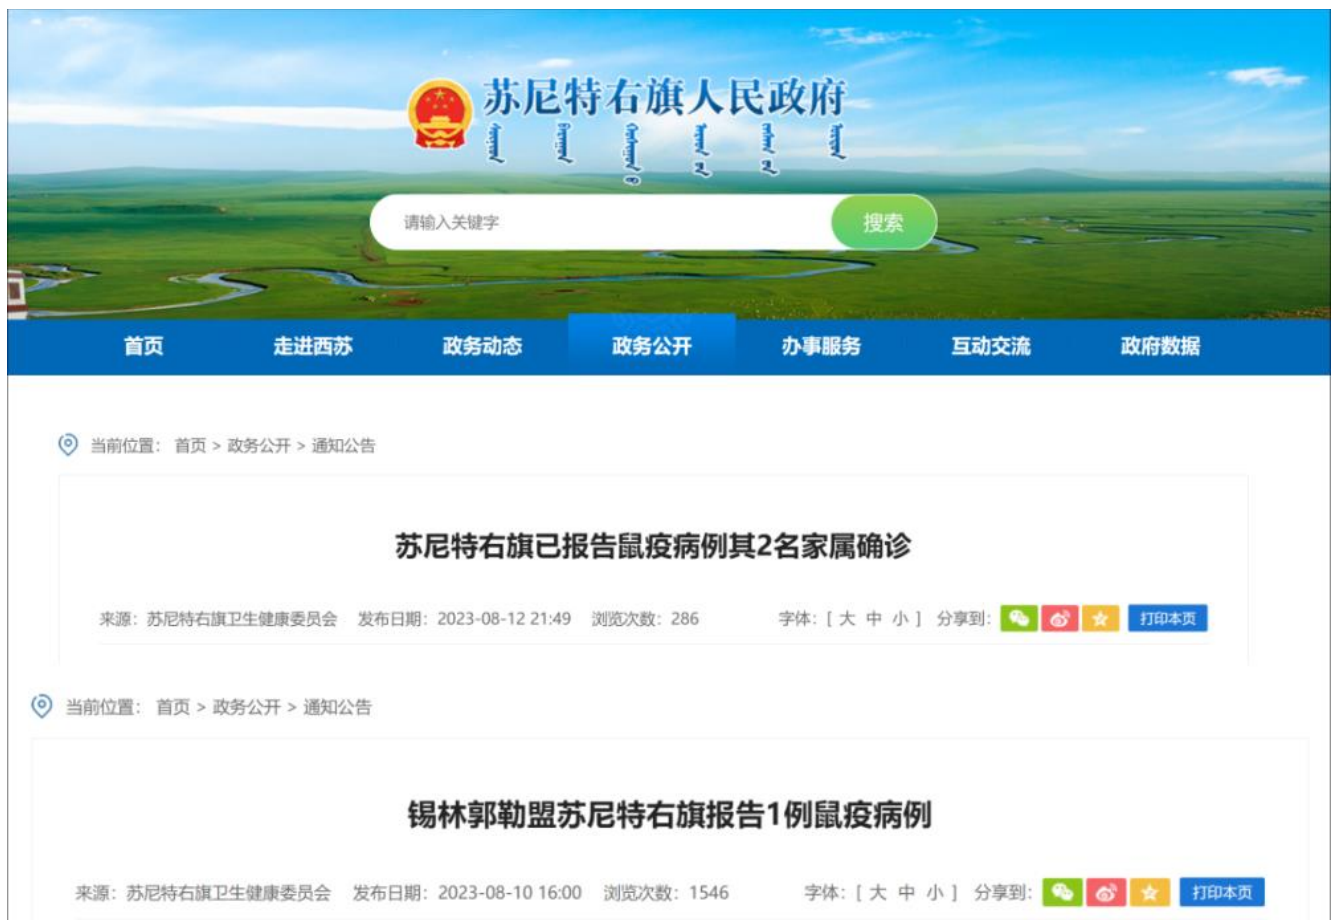 苏尼特右旗人民政府
请输入关键字 搜索
首页 走进西苏 政务动态 政务公开 办事服务 互动交流 政府数据
当前位置: 首页 > 政务公开 > 通知公告
苏尼特右旗已报告鼠疫病例其2名家属确诊
来源: 苏尼特右旗卫生健康委员会 发布日期: 2023-08-12 21:49 浏览次数: 286 字体: [ 大 中 小 ] 分享到: 打印本页
当前位置: 首页 > 政务公开 > 通知公告
锡林郭勒盟苏尼特右旗报告1例鼠疫病例
来源: 苏尼特右旗卫生健康委员会 发布日期: 2023-08-10 16:00 浏览次数: 1546 字体: [ 大 中 小 ] 分享到: 打印本页